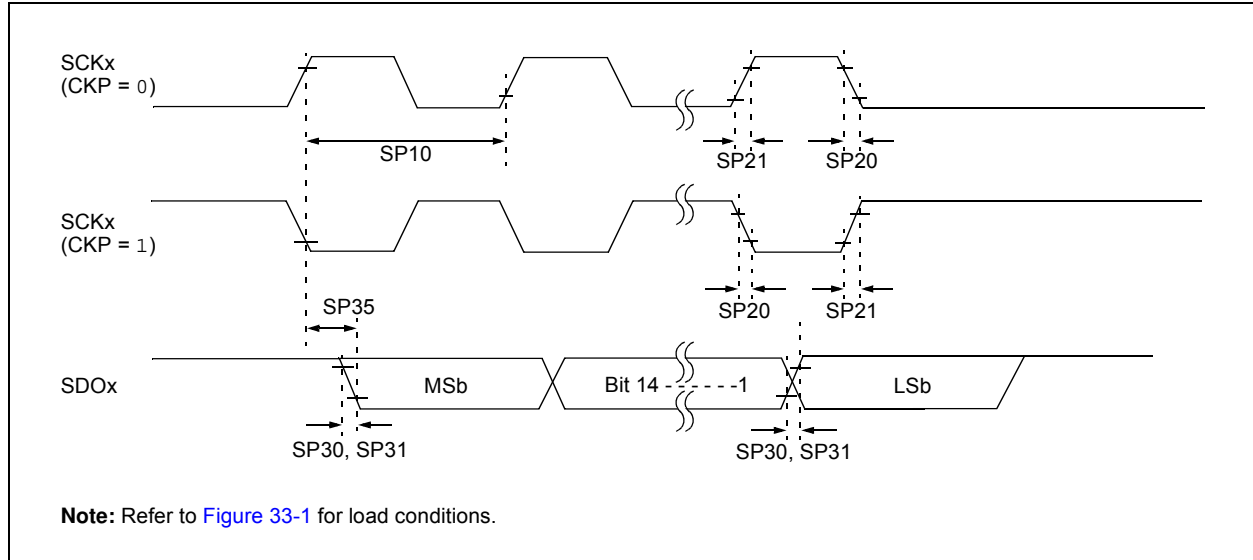 SCKx
(CKP = 0)
SP10
SP21
SP20
SCKx
(CKP = 1)
SP35
SP20
SP21
SDOx
MSb
Bit 14 - - - - - -1
LSb
SP30, SP31
SP30, SP31
Note: Refer to Figure 33-1 for load conditions.